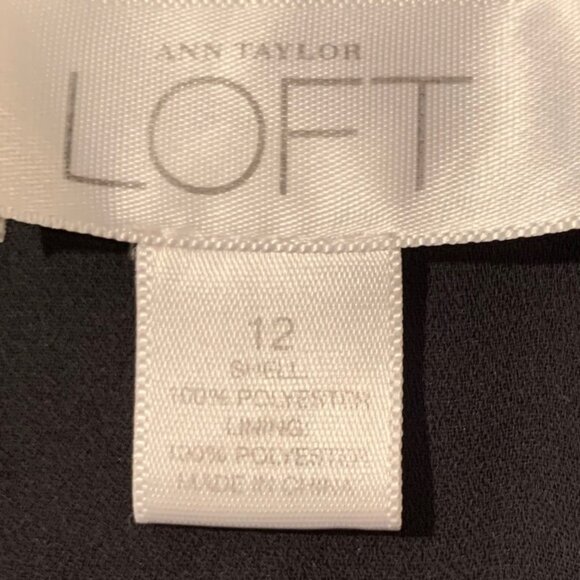 ANN TAYLOR
LOFT
12
SHELL:
100% POLYESTER
LINING:
100% POLYESTER
MADE IN CHINA